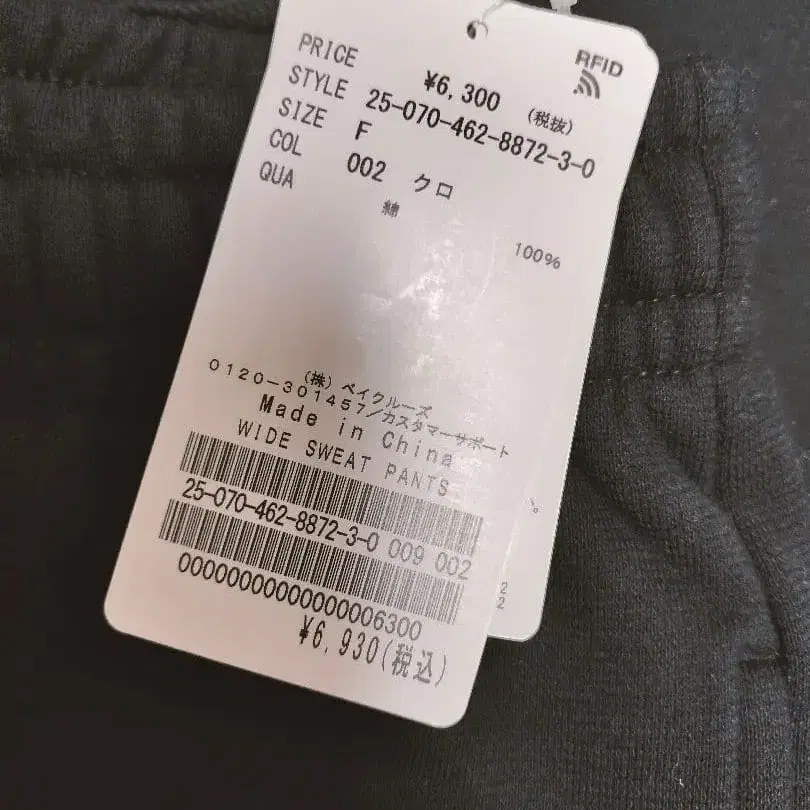 RFID
PRICE ¥6,300 (税抜)
STYLE 25-070-462-8872-3-0
SIZE F
COL 002 クロ
QUA
綿 100%
(株) ベイクルーズ
0120-301457/カスタマーサポート
Made in China
WIDE SWEAT PANTS
25-070-462-8872-3-0 009 002
00000000000000006300
¥6,930(税込)
い。
2
2